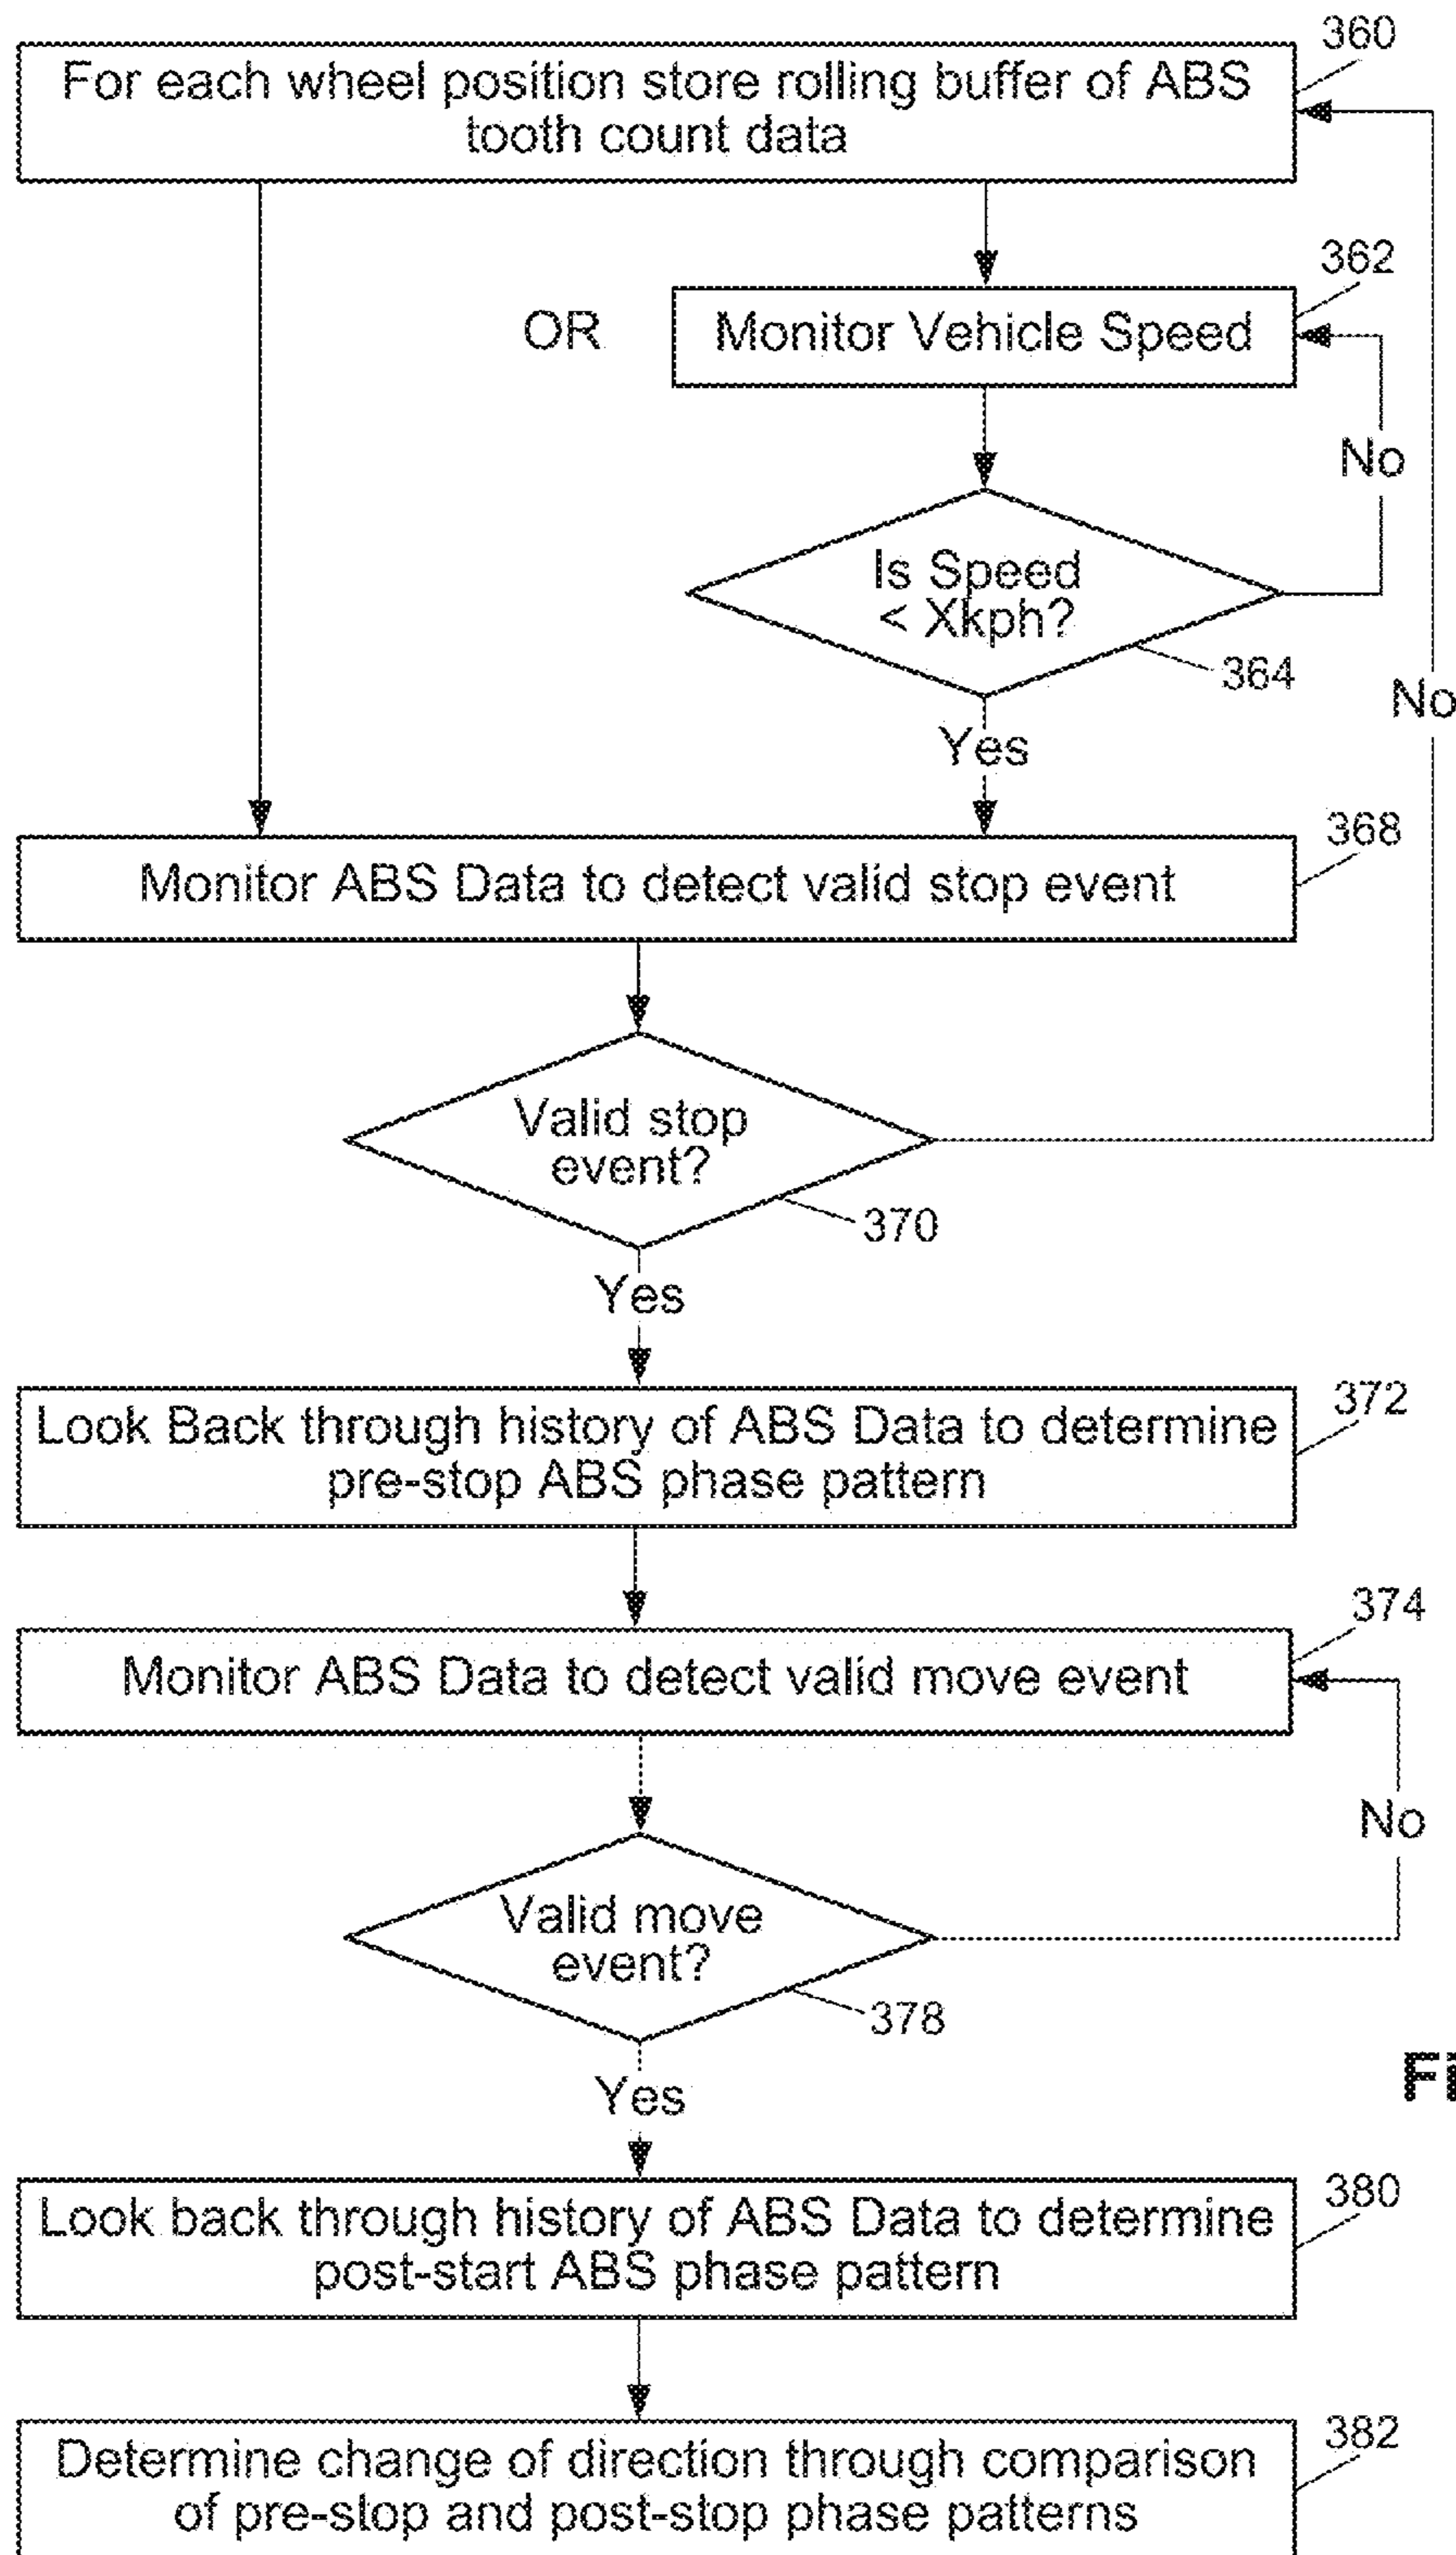 360
For each wheel position store rolling buffer of ABS
tooth count data
362
OR
Monitor Vehicle Speed
No
Is Speed
< Xkph?
364
No
Yes
368
Monitor ABS Data to detect valid stop event
Valid stop
event?
370
Yes
372
Look Back through history of ABS Data to determine
pre-stop ABS phase pattern
374
Monitor ABS Data to detect valid move event
No
Valid move
event?
378
Fi
Yes
380
Look back through history of ABS Data to determine
post-start ABS phase pattern
382
Determine change of direction through comparison
of pre-stop and post-stop phase patterns